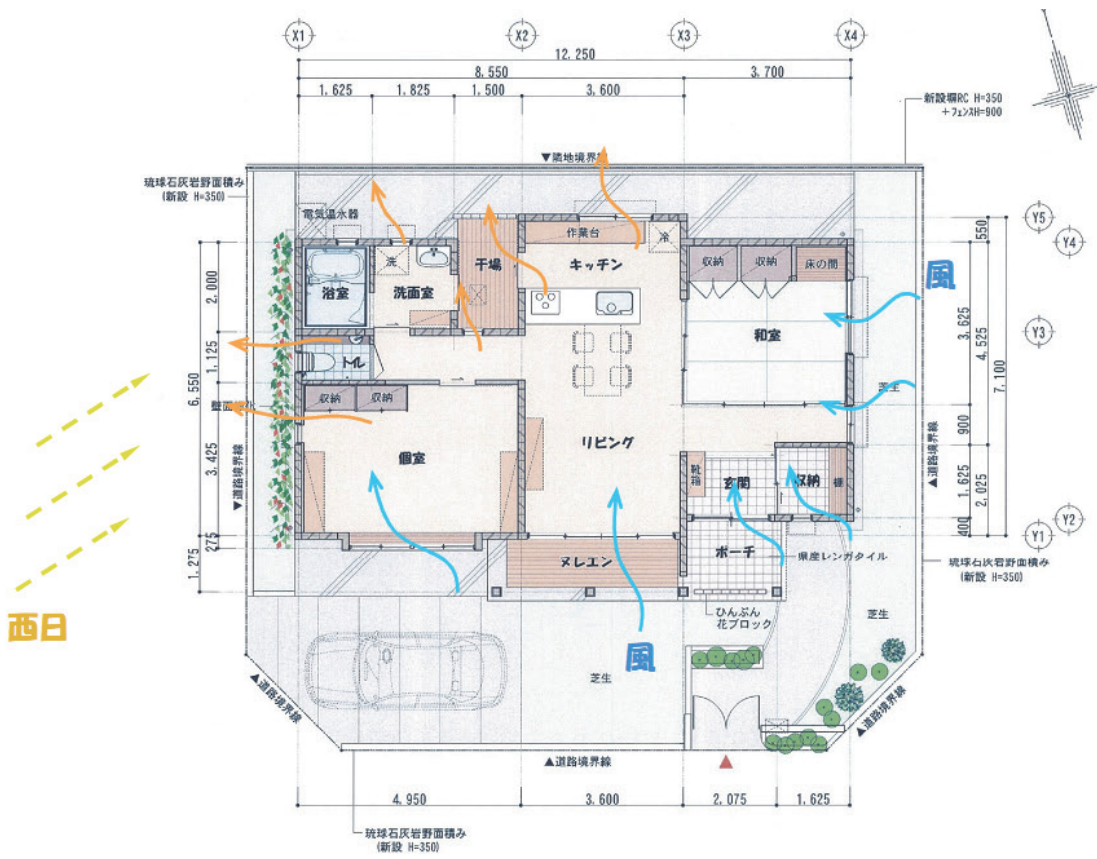 X1
X2
X3
X4
12.250
8.550
3.700
1.625
1.825
1.500
3.600
新設塀RC H=350
+フェンスH=900
▼隣地境界線
琉球石灰岩野面積み
(新設 H=350)
電気温水器
作業台
冷
洗
干場
キッチン
収納
収納
床の間
浴室
洗面室
和室
風
トイレ
収納
収納
個室
リビング
芝生
靴箱
玄関
収納
棚
ポーチ
ヌレエン
県産レンガタイル
ひんぶん
花ブロック
風
芝生
芝生
西日
Y5
Y4
Y3
Y2
Y1
550
2.000
1.125
6.550
3.425
275
1.275
3.625
4.525
7.100
900
1.625
2.025
400
▼道路境界線
▲道路境界線
琉球石灰岩野面積み
(新設 H=350)
▲道路境界線
▲道路境界線
▲道路境界線
4.950
3.600
2.075
1.625
琉球石灰岩野面積み
(新設 H=350)